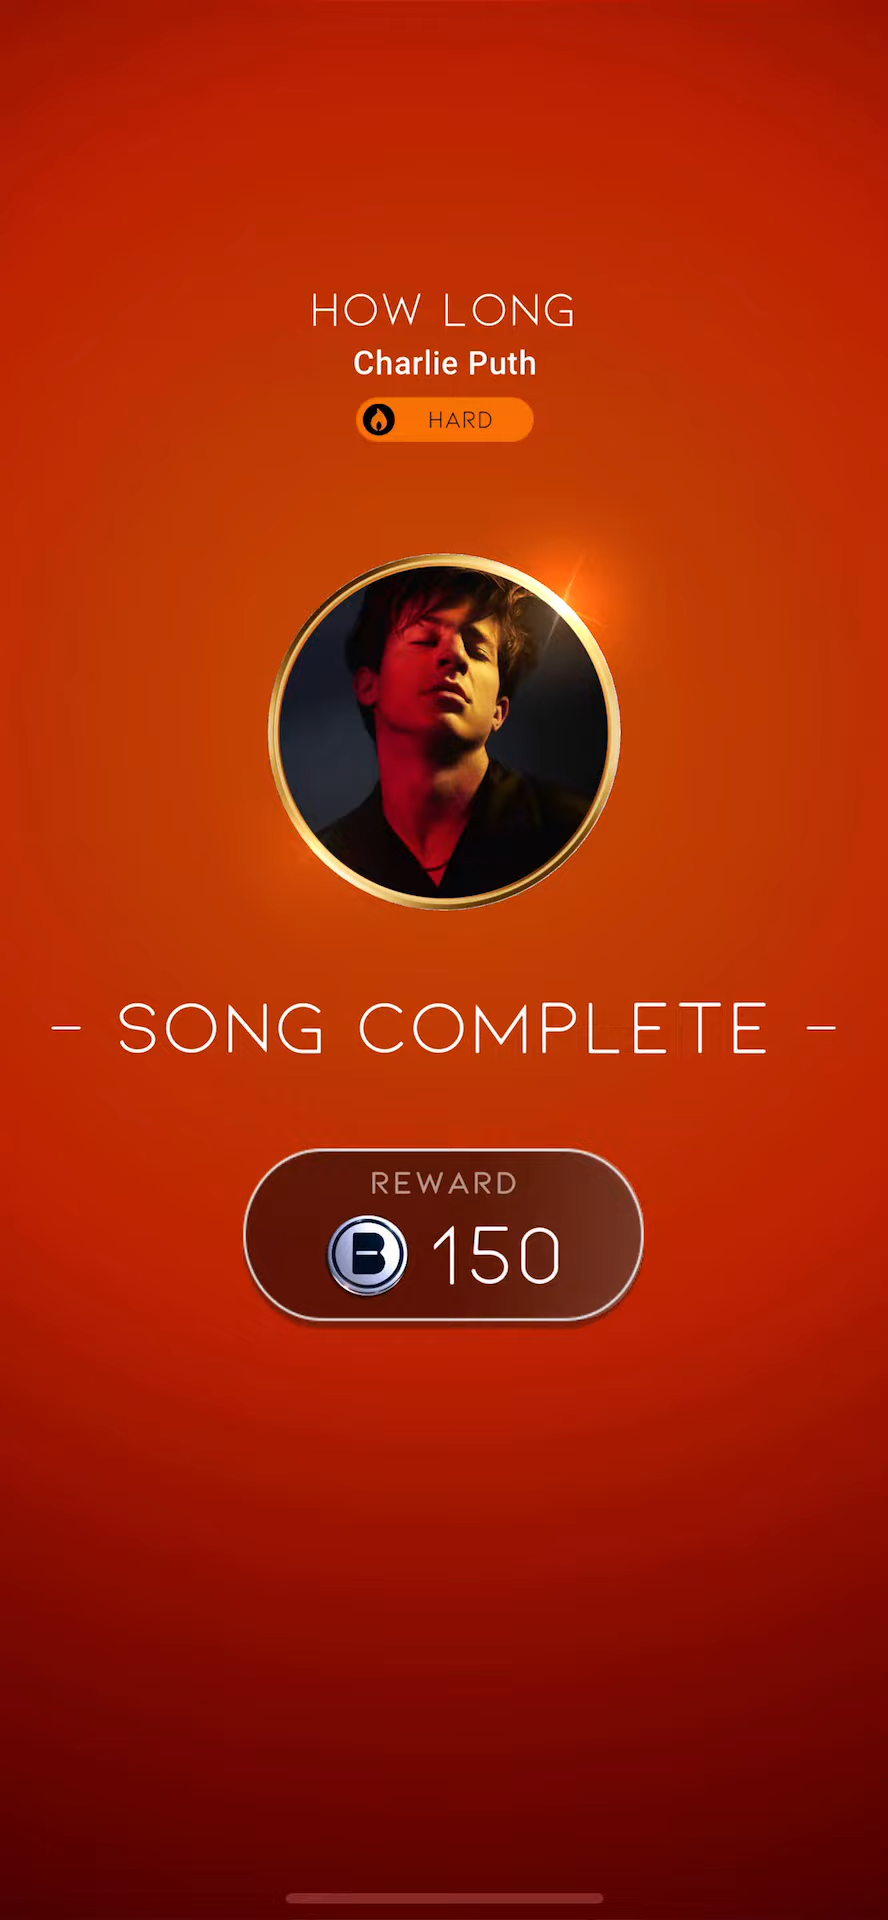 HOW LONG
Charlie Puth
HARD
- SONG COMPLETE -
REWARD
B 150